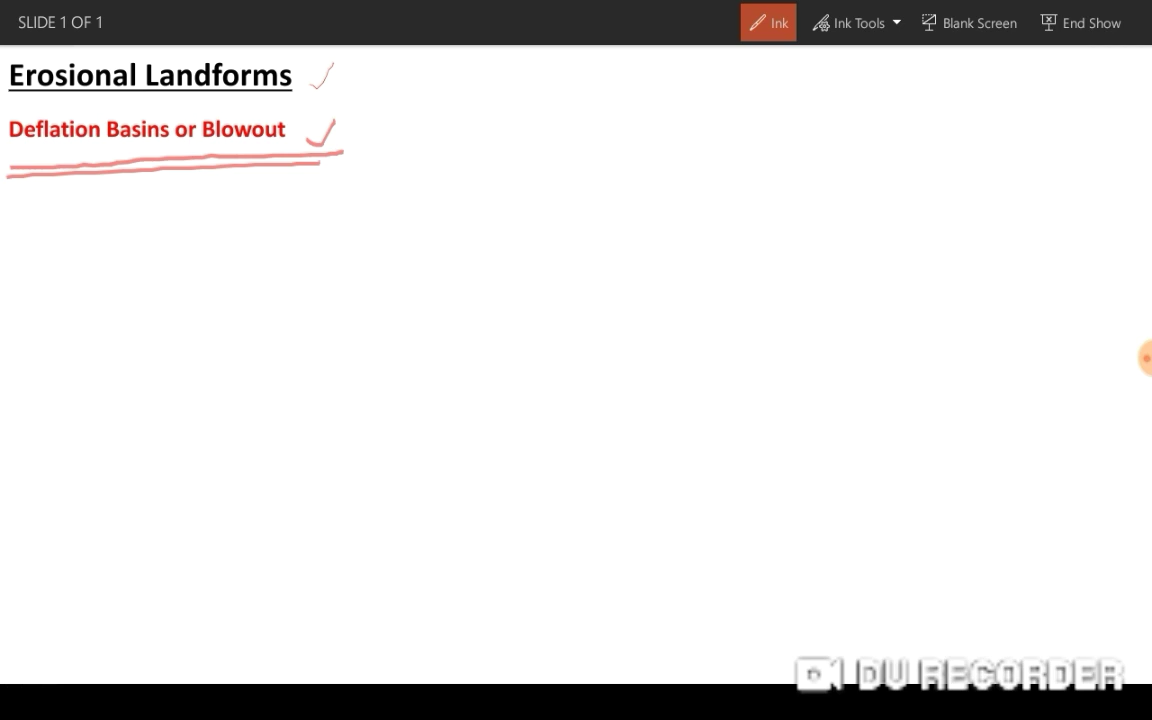 SLIDE 1 OF 1 Ink Ink Tools Blank Screen End Show
Erosional Landforms
Deflation Basins or Blowout
DU RECORDER